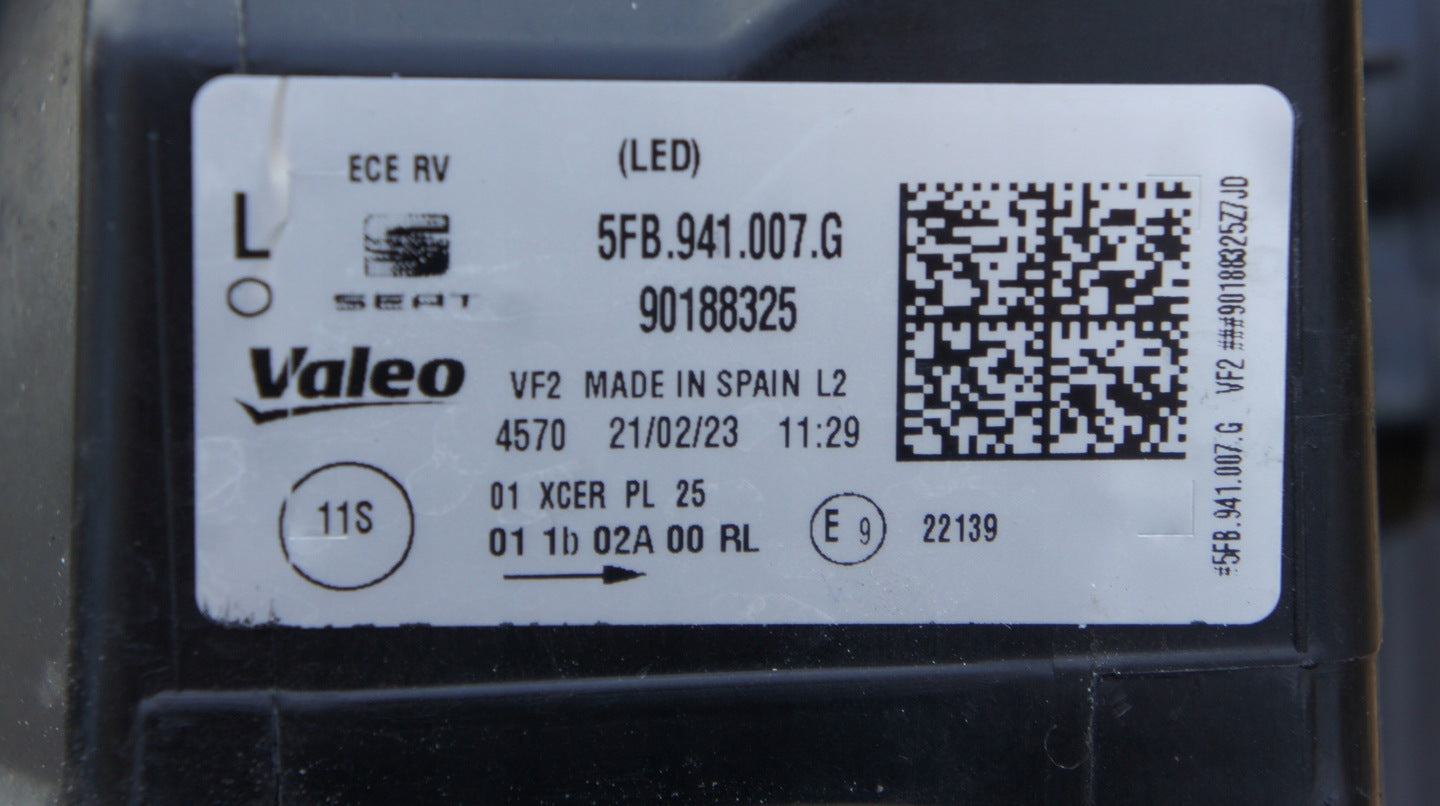 ECE RV
(LED)
L
SEAT
5FB.941.007.G
90188325
Valeo
VF2 MADE IN SPAIN L2
4570 21/02/23 11:29
11S
01 XCER PL 25
01 1b 02A 00 RL
E 9
22139
#5FB.941.007.G VF2 ###90188325Z7J0